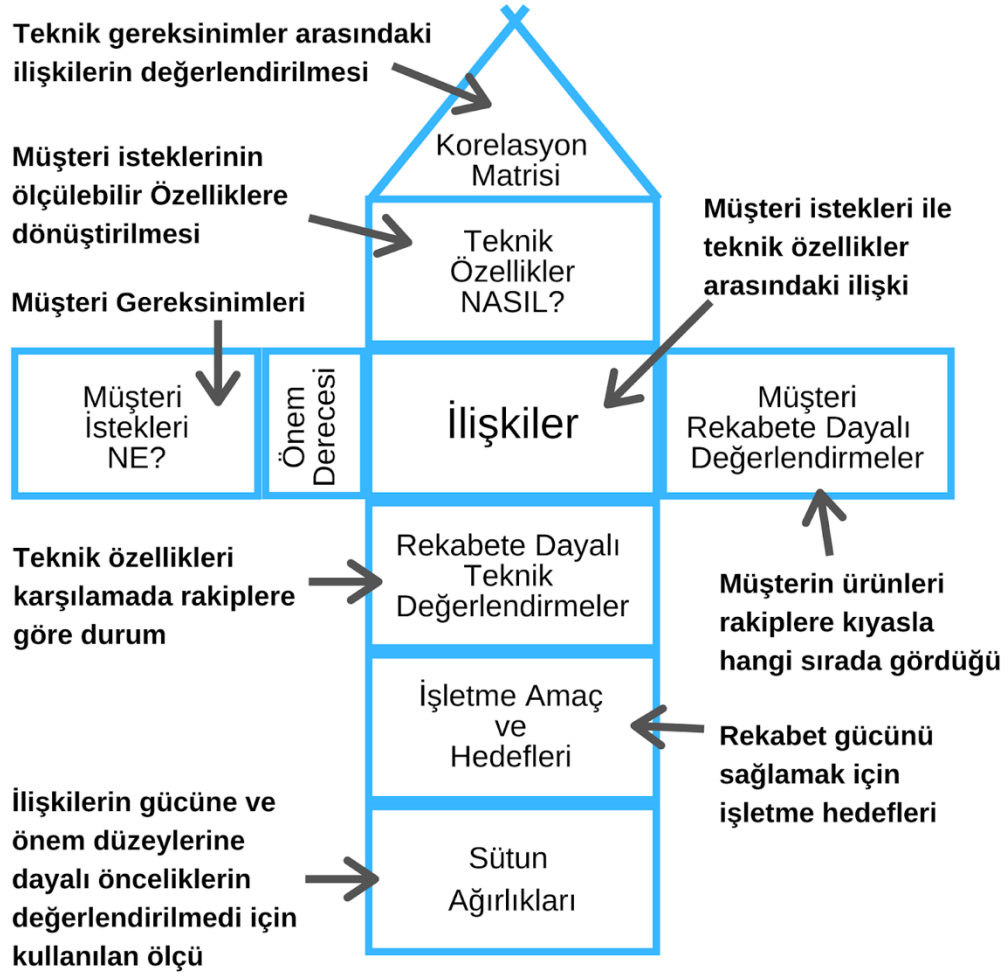 Teknik gereksinimler arasındaki
ilişkilerin değerlendirilmesi
Korelasyon
Matrisi
Müşteri isteklerinin
ölçülebilir Özelliklere
dönüştirilmesi
Teknik
Özellikler
NASIL?
Müşteri istekleri ile
teknik özellikler
arasındaki ilişki
Müşteri Gereksinimleri
Müşteri
İstekleri
NE?
Önem
Derecesi
İlişkiler
Müşteri
Rekabete Dayalı
Değerlendirmeler
Teknik özellikleri
karşılamada rakiplere
göre durum
Rekabete Dayalı
Teknik
Değerlendirmeler
Müşterin ürünleri
rakiplere kıyasla
hangi sırada gördüğü
İşletme Amaç
ve
Hedefleri
Rekabet gücünü
sağlamak için
işletme hedefleri
İlişkilerin gücüne ve
önem düzeylerine
dayalı önceliklerin
değerlendirilmedi için
kullanılan ölçü
Sütun
Ağırlıkları